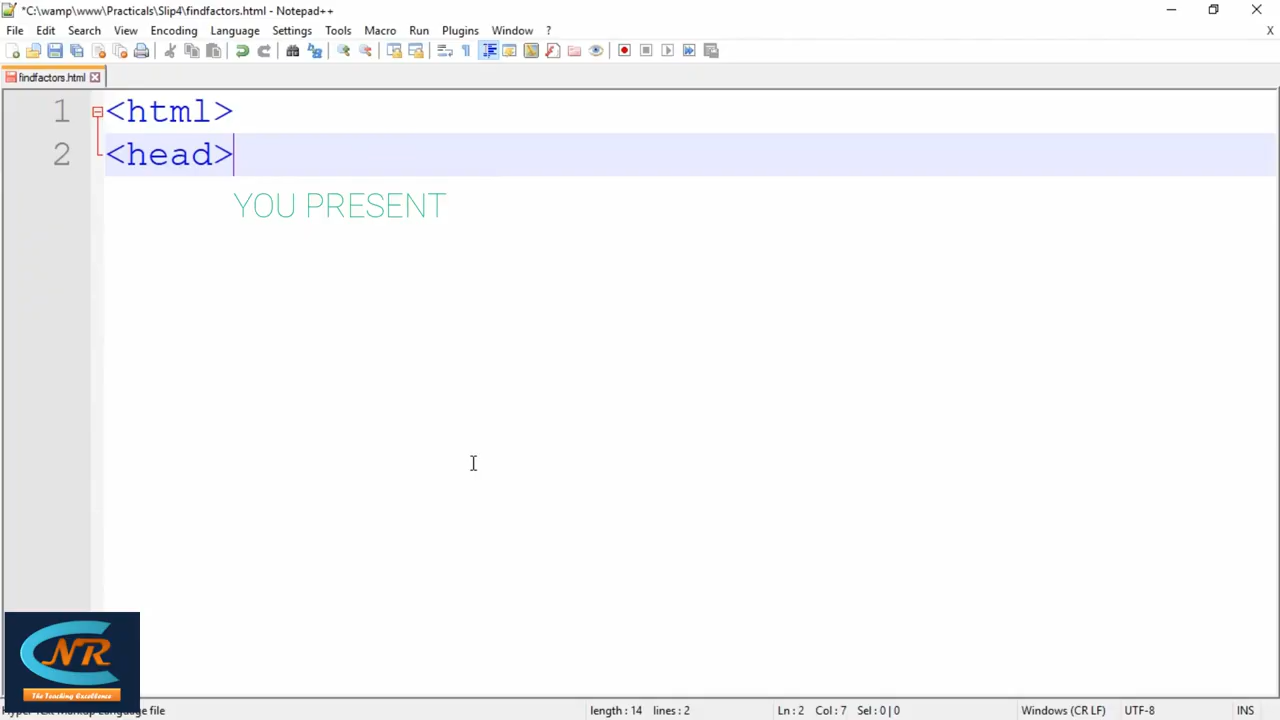 *C:\wamp\www\Practicals\Slip4\findfactors.html - Notepad++
File Edit Search View Encoding Language Settings Tools Macro Run Plugins Window ? X
findfactors.html
1 <html>
2 <head>
YOU PRESENT
NR
The Teaching Excellence
Hyper Text Markup Language file length : 14 lines : 2 Ln : 2 Col : 7 Sel : 0 | 0 Windows (CR LF) UTF-8 INS